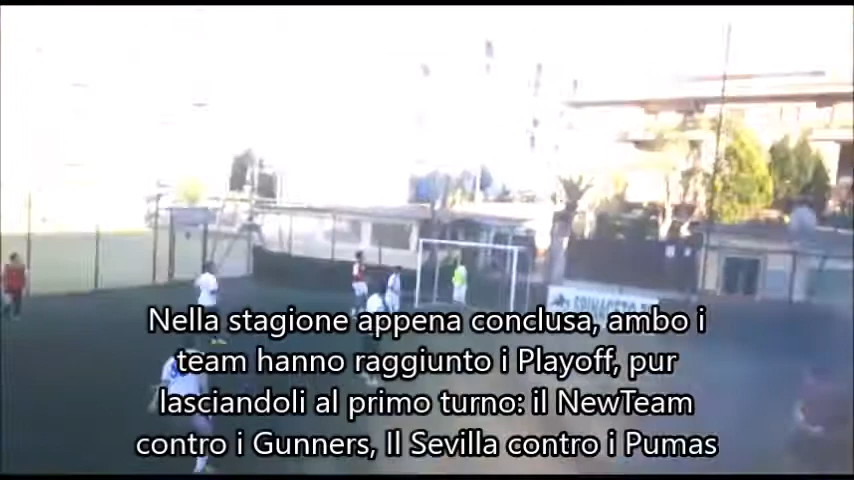 Nella stagione appena conclusa, ambo i
team hanno raggiunto i Playoff, pur
lasciandoli al primo turno: il NewTeam
contro i Gunners, Il Sevilla contro i Pumas